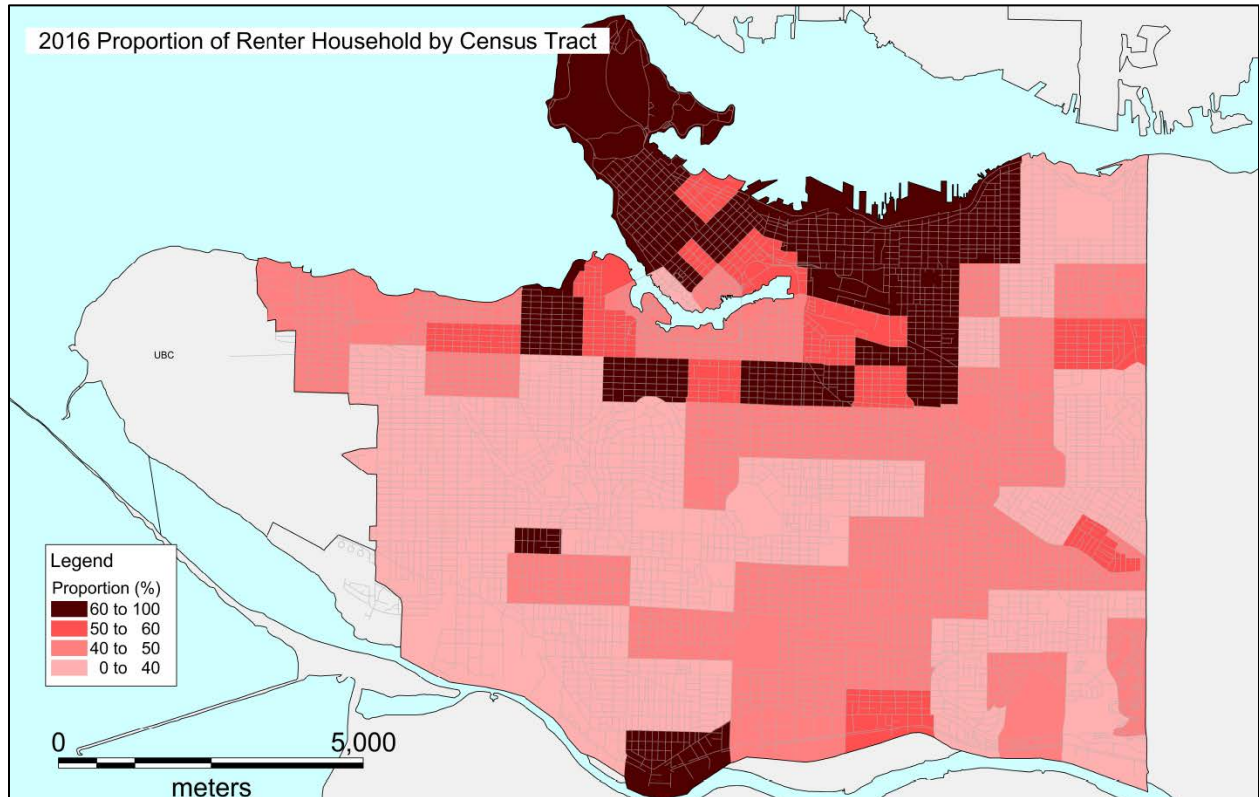 2016 Proportion of Renter Household by Census Tract
UBC
Legend
Proportion (%)
60 to 100
50 to 60
40 to 50
0 to 40
0 5,000
meters